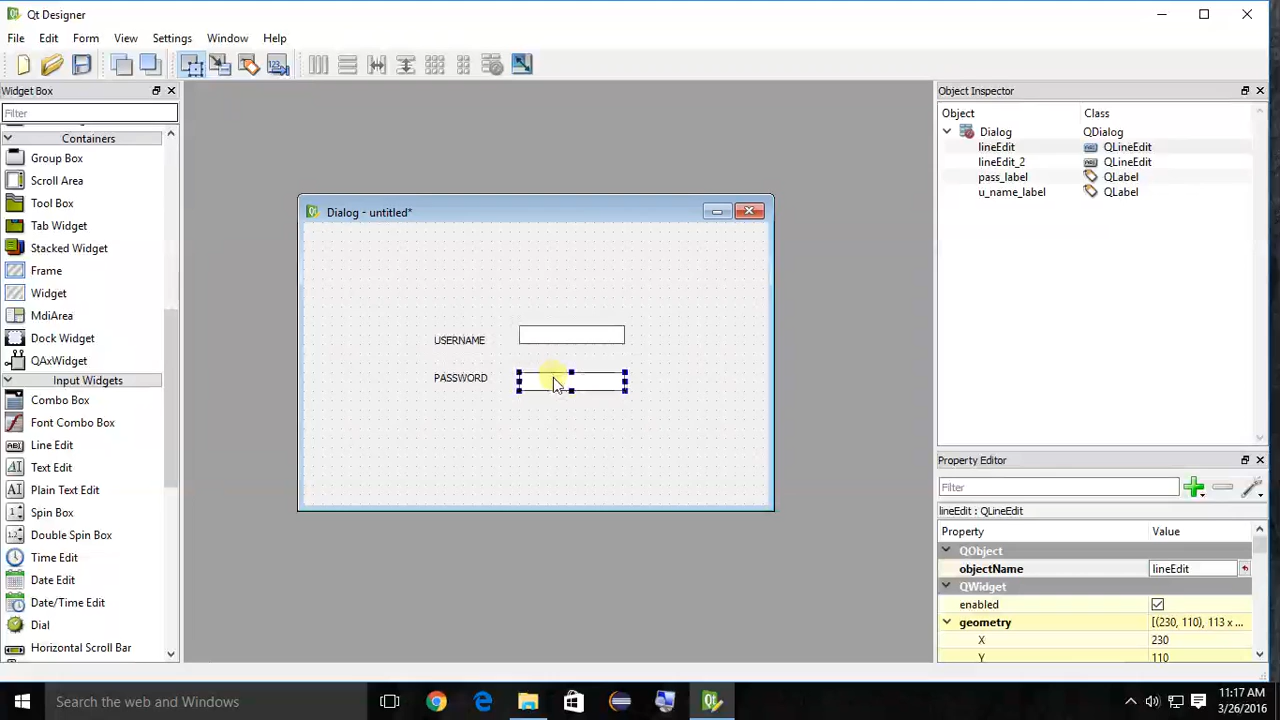 Qt Designer
File Edit Form View Settings Window Help
Widget Box
Filter
Containers
Group Box
Scroll Area
Tool Box
Tab Widget
Stacked Widget
Frame
Widget
MdiArea
Dock Widget
QAxWidget
Input Widgets
Combo Box
Font Combo Box
Line Edit
Text Edit
Plain Text Edit
Spin Box
Double Spin Box
Time Edit
Date Edit
Date/Time Edit
Dial
Horizontal Scroll Bar
Dialog - untitled*
USERNAME
PASSWORD
Object Inspector
Object Class
Dialog QDialog
lineEdit QLineEdit
lineEdit_2 QLineEdit
pass_label QLabel
u_name_label QLabel
Property Editor
Filter
lineEdit : QLineEdit
Property Value
QObject
objectName lineEdit
QWidget
enabled
geometry [(230, 110), 113 x ...
X 230
Y 110
Search the web and Windows
11:17 AM
3/26/2016